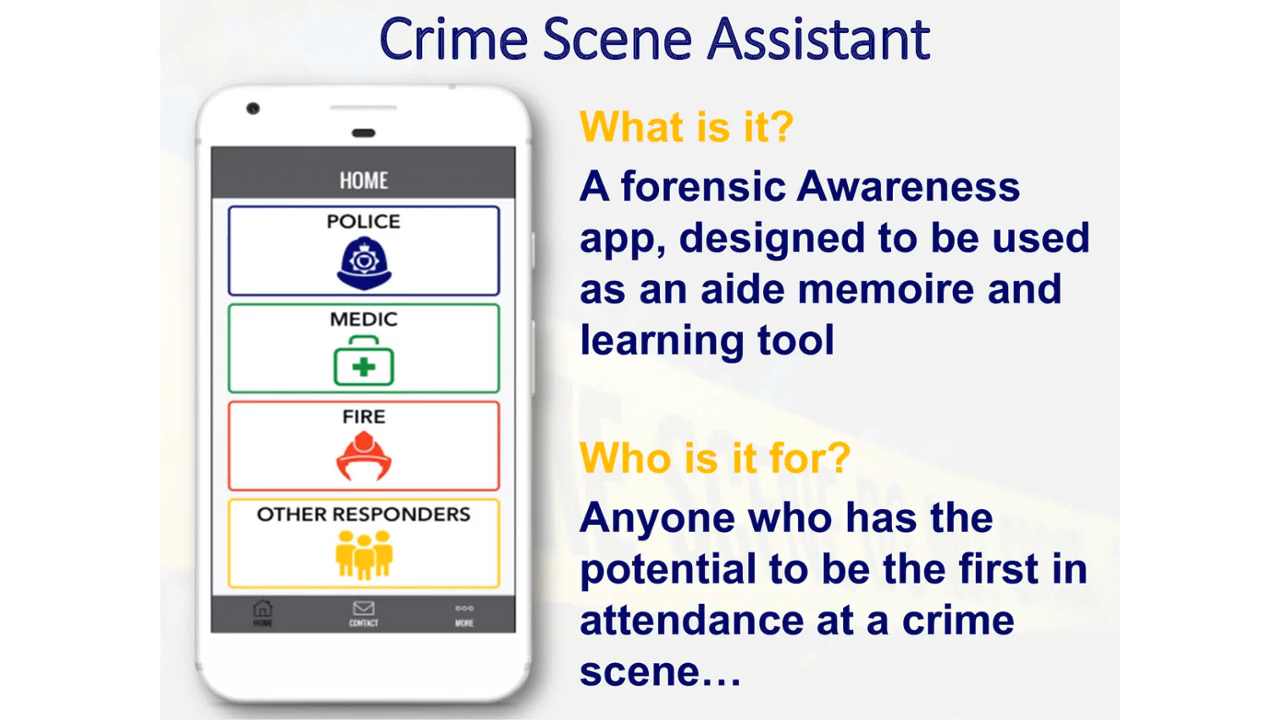 Crime Scene Assistant
HOME
POLICE
MEDIC
FIRE
OTHER RESPONDERS
HOME
CONTACT
MORE
What is it?
A forensic Awareness
app, designed to be used
as an aide memoire and
learning tool
Who is it for?
Anyone who has the
potential to be the first in
attendance at a crime
scene…